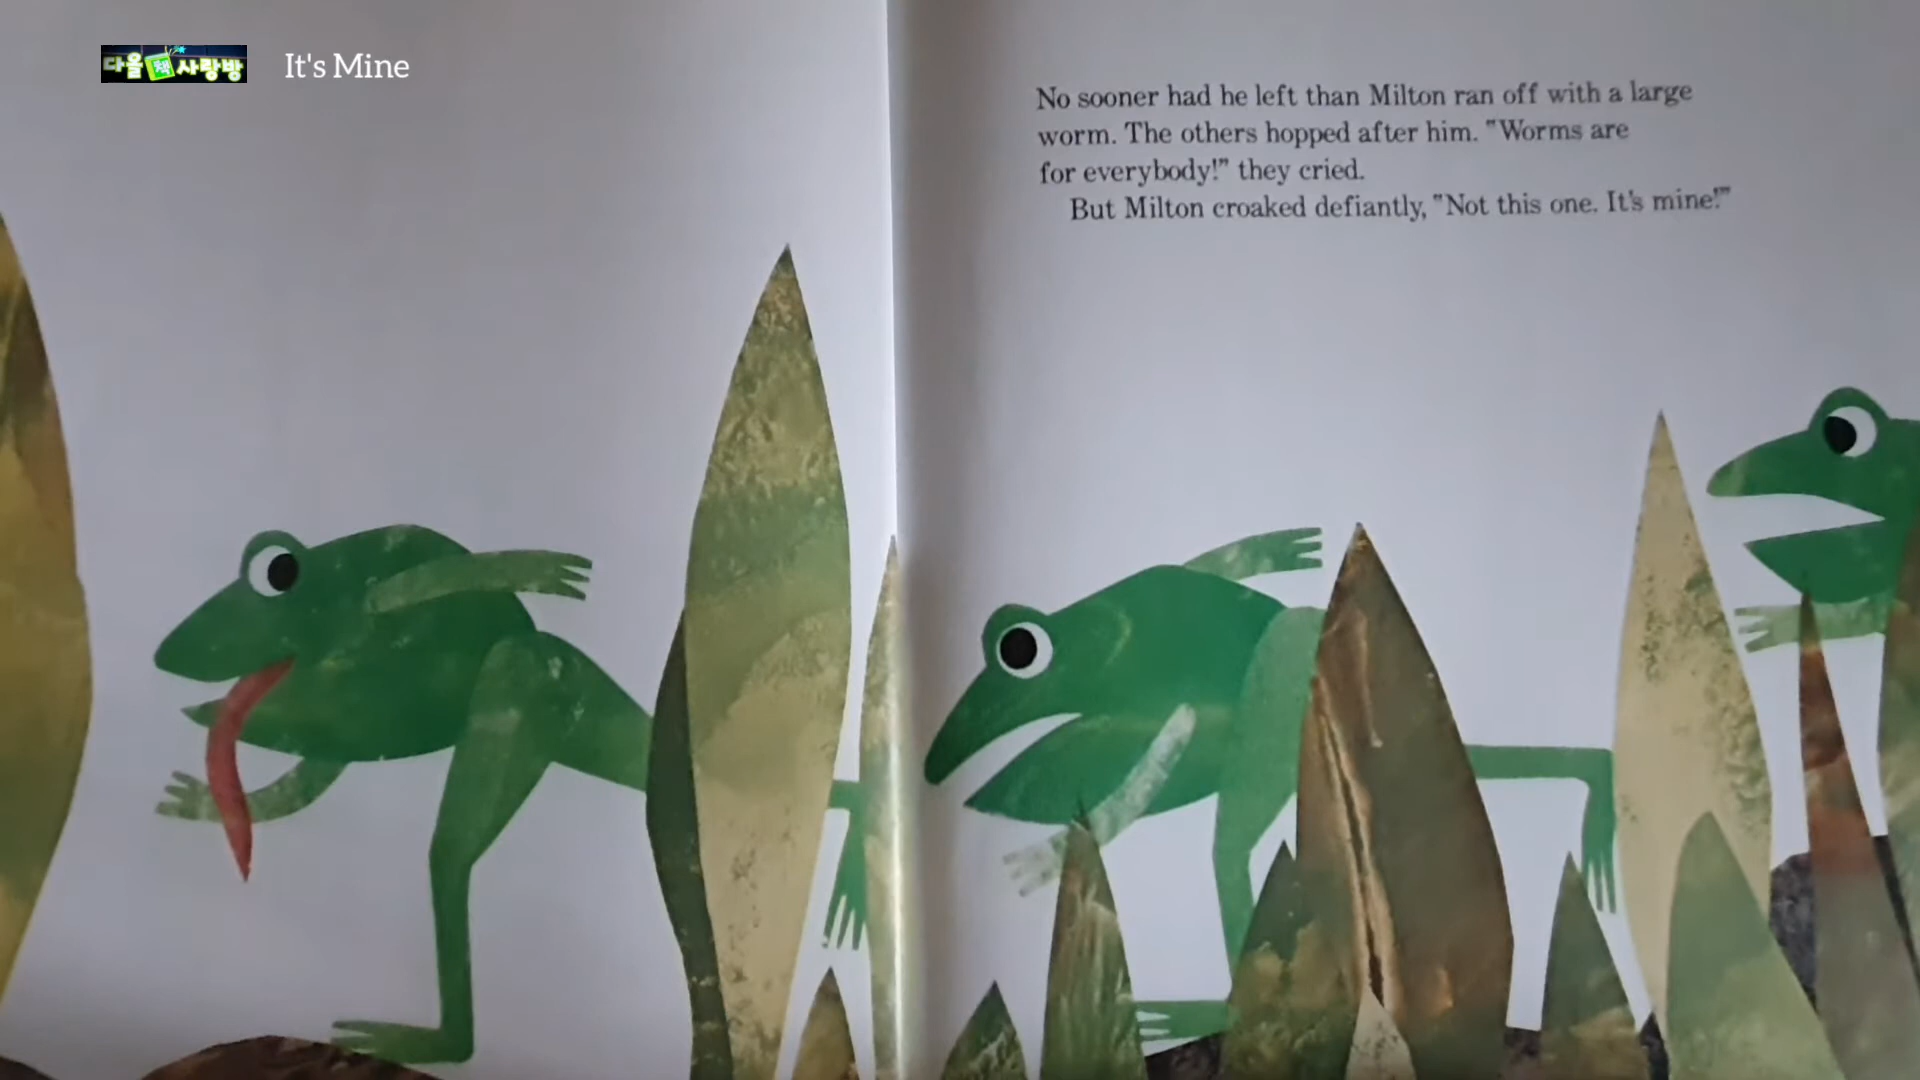 다올책사랑방
It's Mine
No sooner had he left than Milton ran off with a large
worm. The others hopped after him. "Worms are
for everybody!" they cried.
But Milton croaked defiantly, "Not this one. It's mine!"